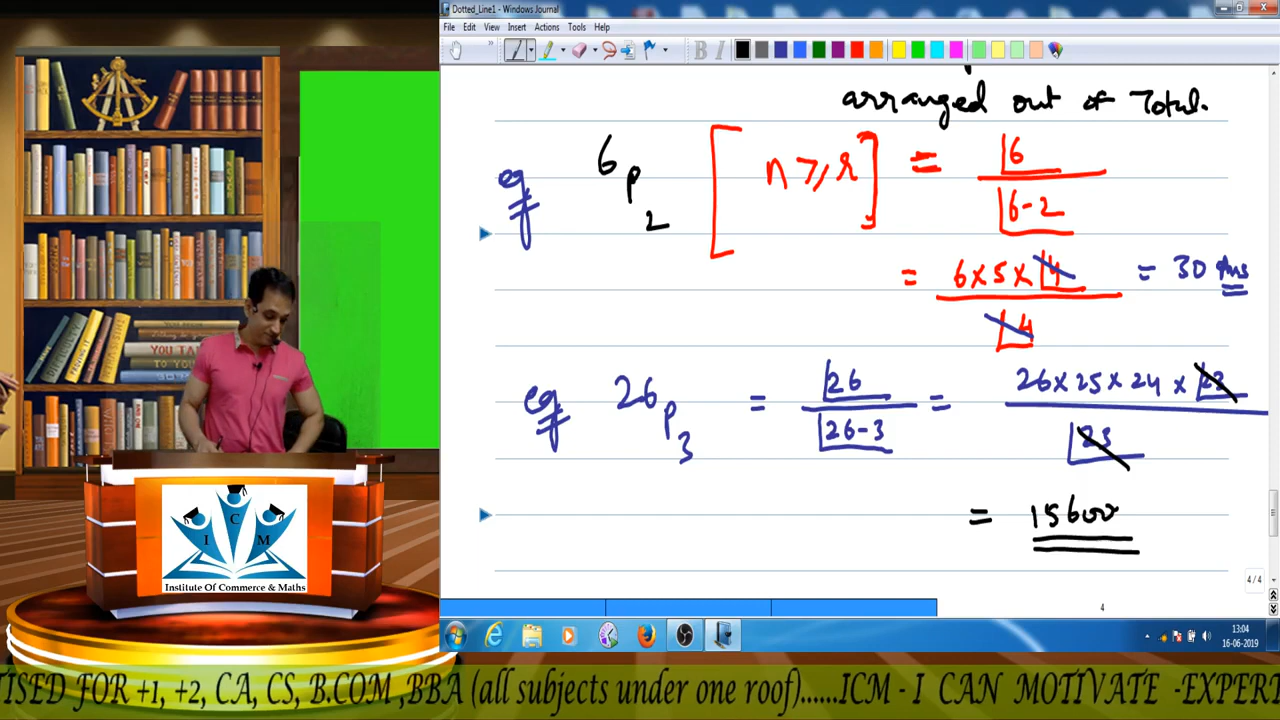 Dotted_Line1 - Windows Journal
File Edit View Insert Actions Tools Help
B I
arranged out of Total.
eg 6P2 [n ≥ r] = |6 / |6-2
= 6×5×|4 / |4 = 30 Ans
eg 26P3 = |26 / |26-3 = 26×25×24×|23 / |23
= 15600
4/4
4
I C M
Institute Of Commerce & Maths
13:04
16-06-2019
TISED FOR +1, +2, CA, CS, B.COM ,BBA (all subjects under one roof)......ICM - I CAN MOTIVATE -EXPERT